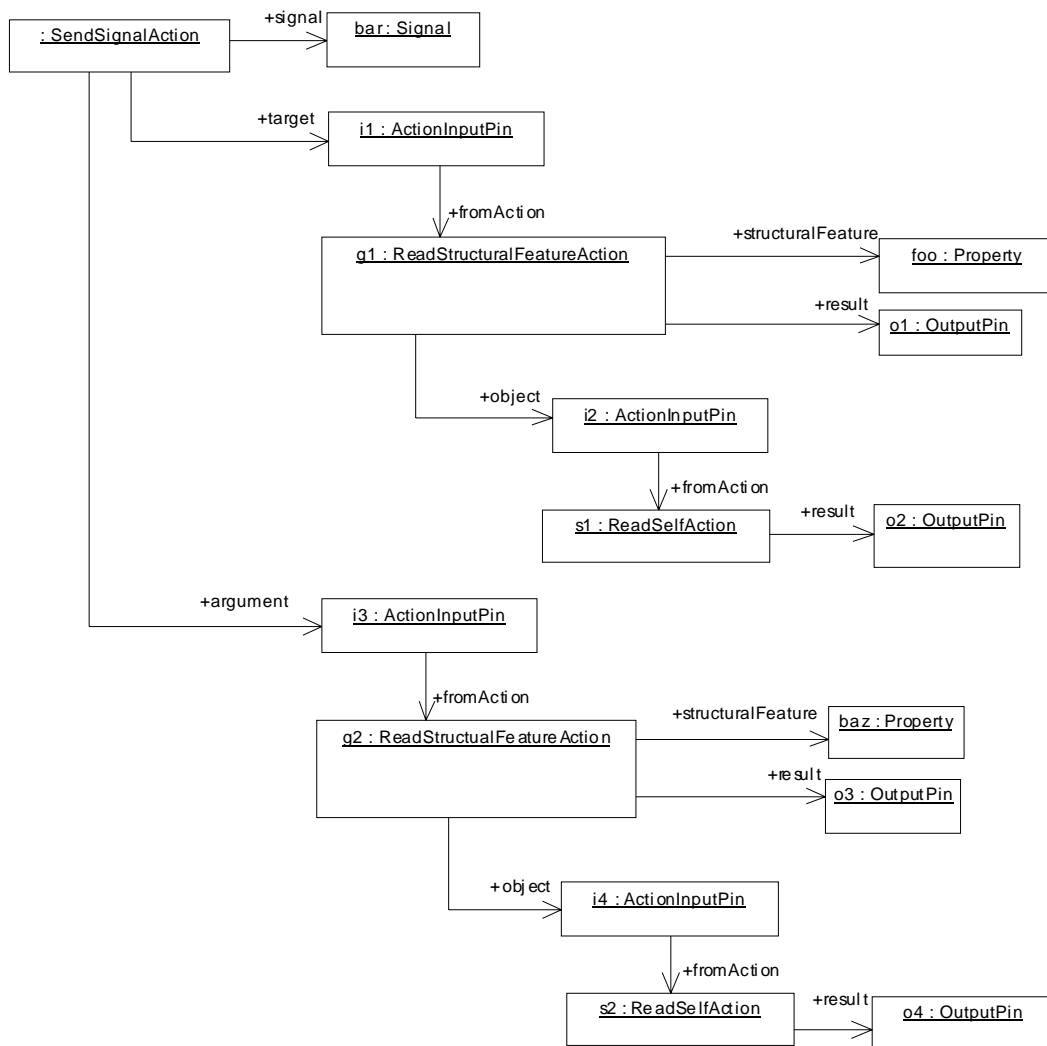 +signal
: SendSignalAction
bar: Signal
+target
i1 : ActionInputPin
+fromAction
+structuralFeature
g1 : ReadStructuralFeatureAction
foo : Property
+result
o1 : OutputPin
+object
i2 : ActionInputPin
+fromAction
+result
s1 : ReadSelfAction
o2 : OutputPin
+argument
i3 : ActionInputPin
+fromAction
+structuralFeature
g2 : ReadStructualFeatureAction
baz : Property
+result
o3 : OutputPin
+object
i4 : ActionInputPin
+fromAction
+result
s2 : ReadSelfAction
o4 : OutputPin